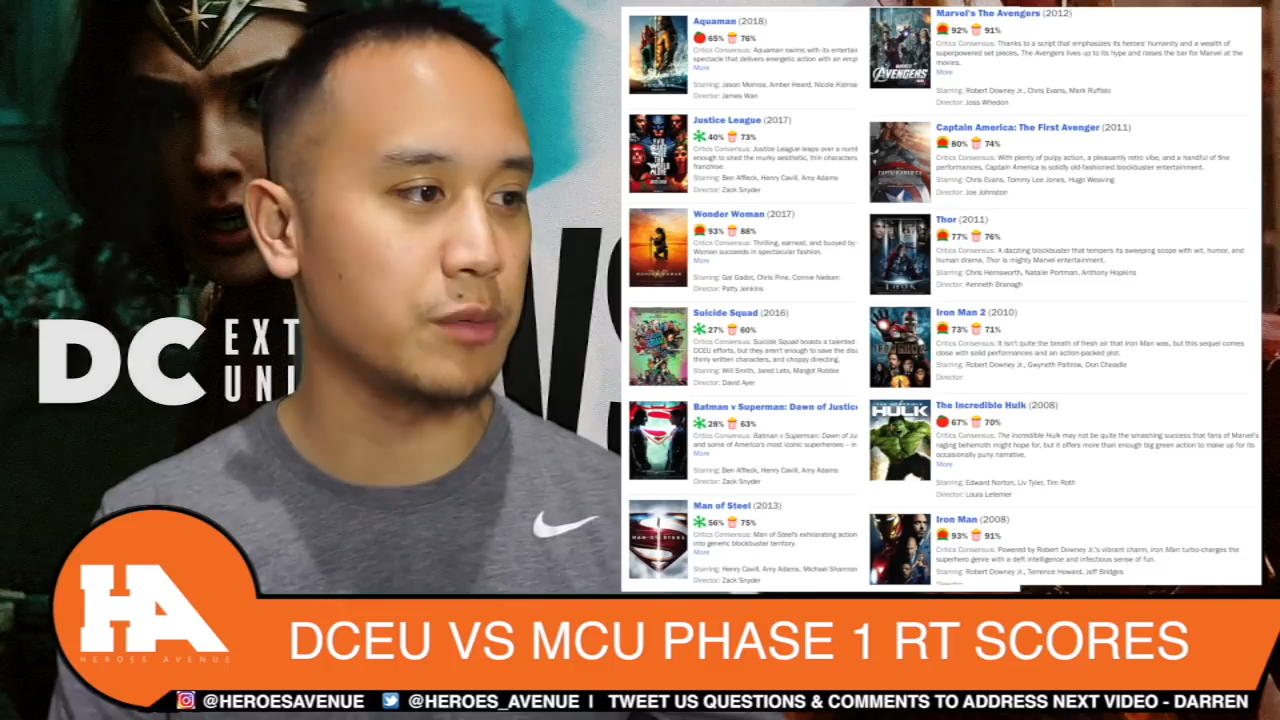 Aquaman (2018)
65% 76%
Critics Consensus: Aquaman swims with its entertain
spectacle that delivers energetic action with an emp
More
Starring: Jason Momoa, Amber Heard, Nicole Kidma
Director: James Wan
Justice League (2017)
40% 73%
Critics Consensus: Justice League leaps over a numb
enough to shed the murky aesthetic, thin characters
franchise.
Starring: Ben Affleck, Henry Cavill, Amy Adams
Director: Zack Snyder
Wonder Woman (2017)
93% 88%
Critics Consensus: Thrilling, earnest, and buoyed by
Woman succeeds in spectacular fashion.
More
Starring: Gal Gadot, Chris Pine, Connie Nielsen
Director: Patty Jenkins
Suicide Squad (2016)
27% 60%
Critics Consensus: Suicide Squad boasts a talented
DCEU efforts, but they aren't enough to save the disa
thinly written characters, and choppy directing.
Starring: Will Smith, Jared Leto, Margot Robbie
Director: David Ayer
Batman v Superman: Dawn of Justice
28% 63%
Critics Consensus: Batman v Superman: Dawn of Ju
and some of America's most iconic superheroes – in
More
Starring: Ben Affleck, Henry Cavill, Amy Adams
Director: Zack Snyder
Man of Steel (2013)
56% 75%
Critics Consensus: Man of Steel's exhilarating action
into generic blockbuster territory.
More
Starring: Henry Cavill, Amy Adams, Michael Shannon
Director: Zack Snyder
Marvel's The Avengers (2012)
92% 91%
Critics Consensus: Thanks to a script that emphasizes its heroes' humanity and a wealth of
superpowered set pieces, The Avengers lives up to its hype and raises the bar for Marvel at the
movies.
More
Starring: Robert Downey Jr., Chris Evans, Mark Ruffalo
Director: Joss Whedon
AVENGERS
Captain America: The First Avenger (2011)
80% 74%
Critics Consensus: With plenty of pulpy action, a pleasantly retro vibe, and a handful of fine
performances, Captain America is solidly old-fashioned blockbuster entertainment.
Starring: Chris Evans, Tommy Lee Jones, Hugo Weaving
Director: Joe Johnston
Thor (2011)
77% 76%
Critics Consensus: A dazzling blockbuster that tempers its sweeping scope with wit, humor, and
human drama, Thor is mighty Marvel entertainment.
Starring: Chris Hemsworth, Natalie Portman, Anthony Hopkins
Director: Kenneth Branagh
THOR
Iron Man 2 (2010)
73% 71%
Critics Consensus: It isn't quite the breath of fresh air that Iron Man was, but this sequel comes
close with solid performances and an action-packed plot.
Starring: Robert Downey Jr., Gwyneth Paltrow, Don Cheadle
Director:
The Incredible Hulk (2008)
67% 70%
Critics Consensus: The Incredible Hulk may not be quite the smashing success that fans of Marvel's
raging behemoth might hope for, but it offers more than enough big green action to make up for its
occasionally puny narrative.
More
Starring: Edward Norton, Liv Tyler, Tim Roth
Director: Louis Leterrier
HULK
Iron Man (2008)
93% 91%
Critics Consensus: Powered by Robert Downey Jr.'s vibrant charm, Iron Man turbo-charges the
superhero genre with a deft intelligence and infectious sense of fun.
Starring: Robert Downey Jr., Terrence Howard, Jeff Bridges
DC
UNI
HA
HEROES AVENUE
DCEU VS MCU PHASE 1 RT SCORES
@HEROESAVENUE @HEROES_AVENUE I TWEET US QUESTIONS & COMMENTS TO ADDRESS NEXT VIDEO - DARREN